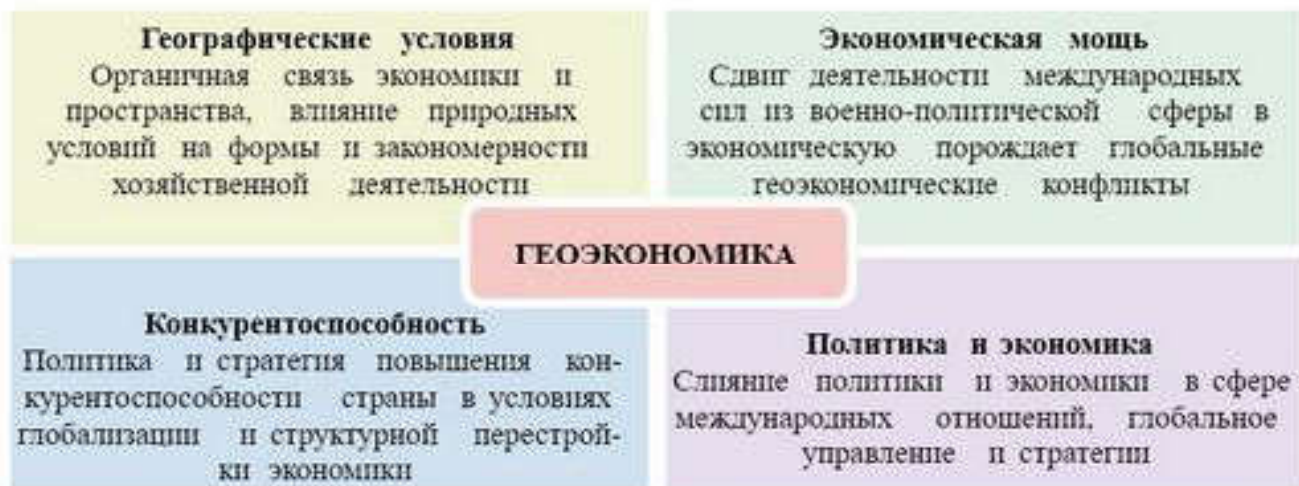 Географические условия
Органичная связь экономики и
пространства, влияние природных
условий на формы и закономерности
хозяйственной деятельности
Экономическая мощь
Сдвиг деятельности международных
сил из военно-политической сферы в
экономическую порождает глобальные
геоэкономические конфликты
ГЕОЭКОНОМИКА
Конкурентоспособность
Политика и стратегия повышения кон-
курентоспособности страны в условиях
глобализации и структурной перестрой-
ки экономики
Политика и экономика
Слияние политики и экономики в сфере
международных отношений, глобальное
управление и стратегии